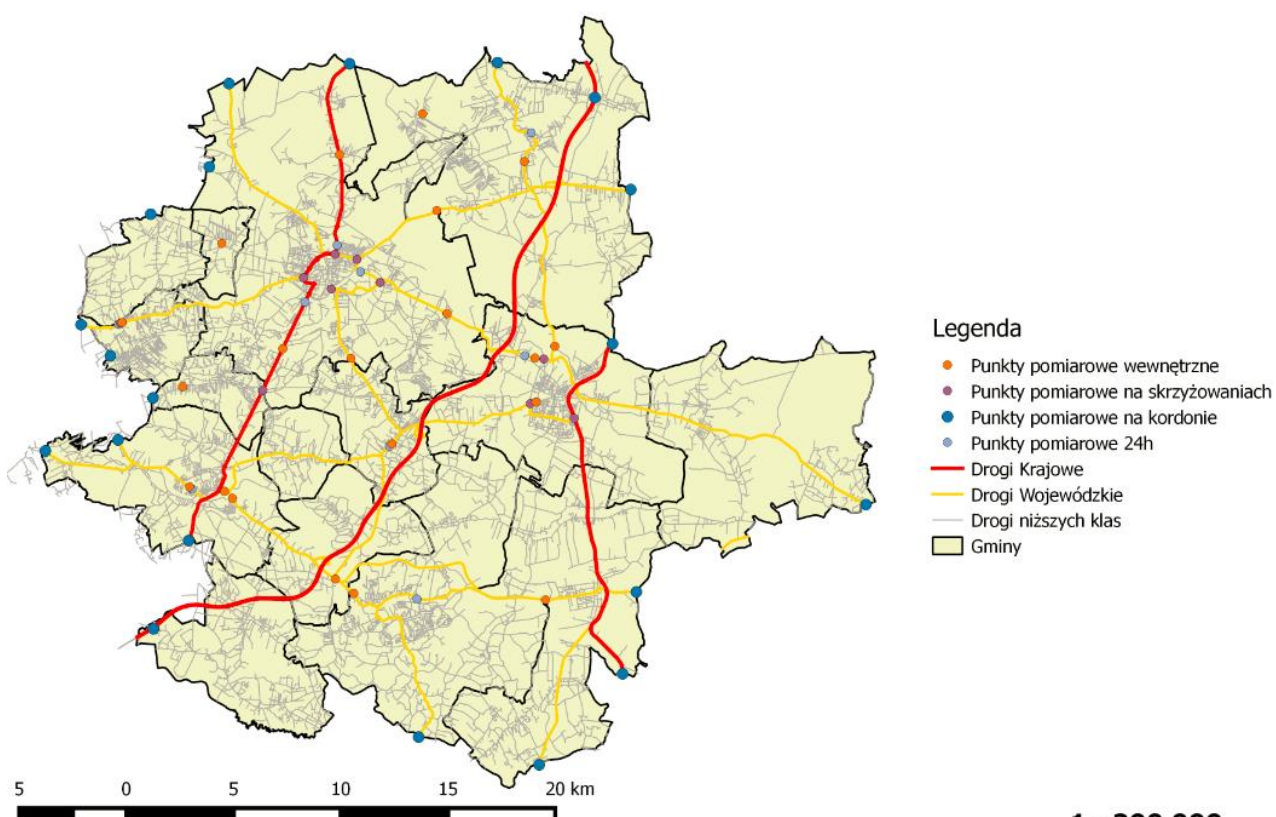 Legenda
Punkty pomiarowe wewnętrzne
Punkty pomiarowe na skrzyżowaniach
Punkty pomiarowe na kordonie
Punkty pomiarowe 24h
Drogi Krajowe
Drogi Wojewódzkie
Drogi niższych klas
Gminy
5 0 5 10 15 20 km